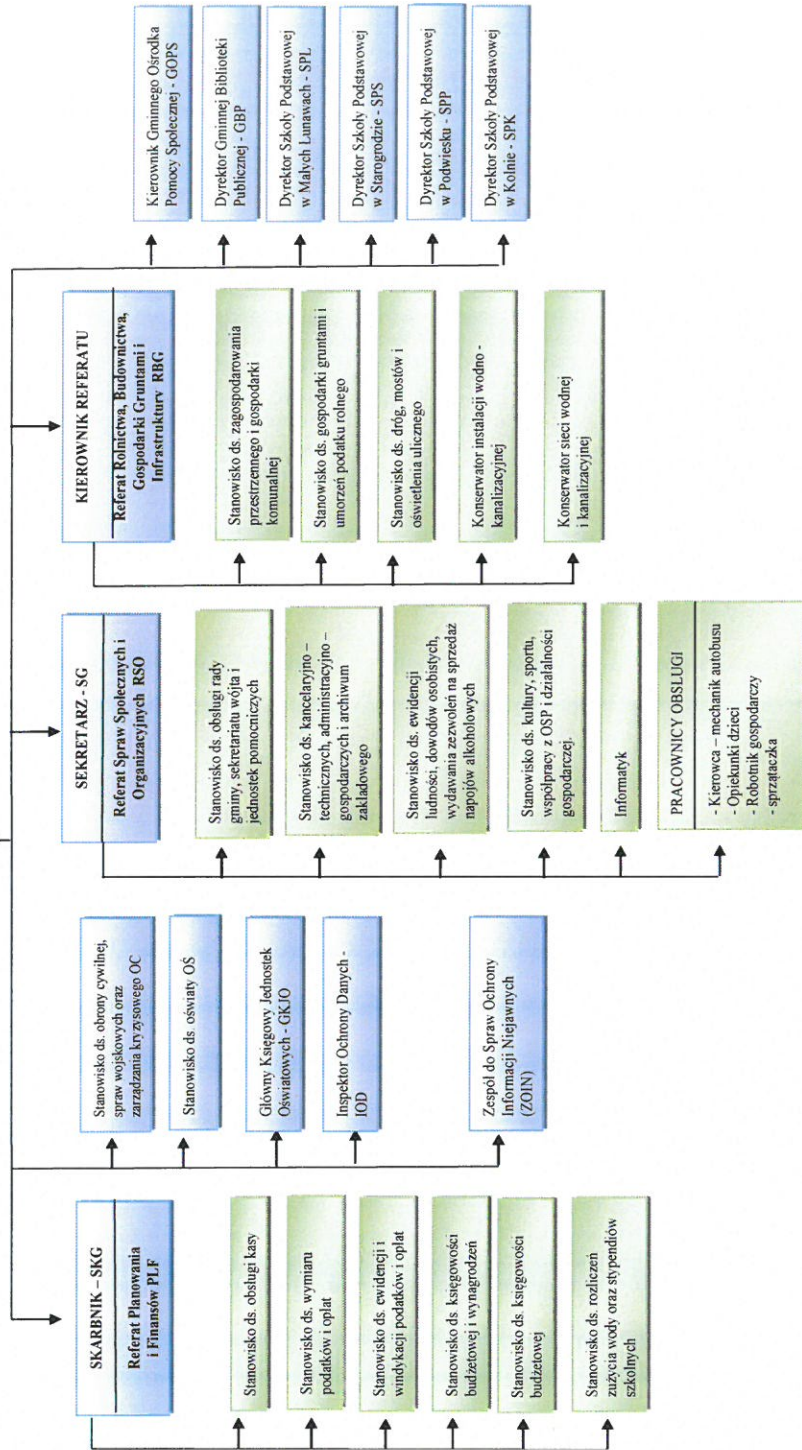 SKARBNIK – SKG
Referat Planowania
i Finansów PLF
Stanowisko ds. obsługi kasy
Stanowisko ds. wymiaru
podatków i opłat
Stanowisko ds. ewidencji i
windykacji podatków i opłat
Stanowisko ds. księgowości
budżetowej i wynagrodzeń
Stanowisko ds. księgowości
budżetowej
Stanowisko ds. rozliczeń
zużycia wody oraz stypendiów
szkolnych
Stanowisko ds. obrony cywilnej,
spraw wojskowych oraz
zarządzania kryzysowego OC
Stanowisko ds. oświaty OŚ
Główny Księgowy Jednostek
Oświatowych - GKJO
Inspektor Ochrony Danych -
IOD
Zespół do Spraw Ochrony
Informacji Niejawnych
(ZOIN)
SEKRETARZ - SG
Referat Spraw Społecznych i
Organizacyjnych RSO
Stanowisko ds. obsługi rady
gminy, sekretariatu wójta i
jednostek pomocniczych
Stanowisko ds. kancelaryjno –
technicznych, administracyjno –
gospodarczych i archiwum
zakładowego
Stanowisko ds. ewidencji
ludności, dowodów osobistych,
wydawania zezwoleń na sprzedaż
napojów alkoholowych
Stanowisko ds. kultury, sportu,
współpracy z OSP i działalności
gospodarczej.
Informatyk
PRACOWNICY OBSŁUGI
- Kierowca – mechanik autobusu
- Opiekunki dzieci
- Robotnik gospodarczy
- sprzątaczka
KIEROWNIK REFERATU
Referat Rolnictwa, Budownictwa,
Gospodarki Gruntami i
Infrastruktury RBG
Stanowisko ds. zagospodarowania
przestrzennego i gospodarki
komunalnej
Stanowisko ds. gospodarki gruntami i
umorzeń podatku rolnego
Stanowisko ds. dróg, mostów i
oświetlenia ulicznego
Konserwator instalacji wodno -
kanalizacyjnej
Konserwator sieci wodnej
i kanalizacyjnej
Kierownik Gminnego Ośrodka
Pomocy Społecznej - GOPS
Dyrektor Gminnej Biblioteki
Publicznej - GBP
Dyrektor Szkoły Podstawowej
w Małych Łunawach - SPL
Dyrektor Szkoły Podstawowej
w Starogrodzie - SPS
Dyrektor Szkoły Podstawowej
w Podwiesku - SPP
Dyrektor Szkoły Podstawowej
w Kolnie - SPK